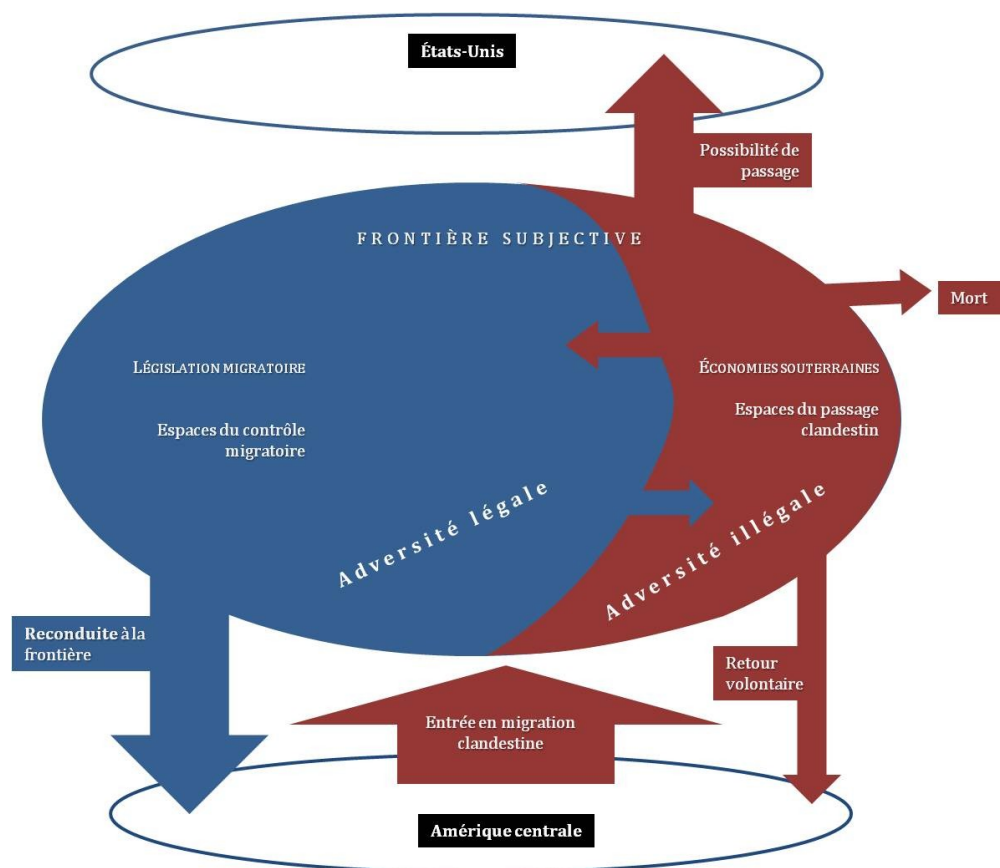 États-Unis
Possibilité de
passage
FRONTIÈRE SUBJECTIVE
Mort
LÉGISLATION MIGRATOIRE
ÉCONOMIES SOUTERRAINES
Espaces du contrôle
migratoire
Espaces du passage
clandestin
Adversité légale
Adversité illégale
Reconduite à la
frontière
Retour
volontaire
Entrée en migration
clandestine
Amérique centrale